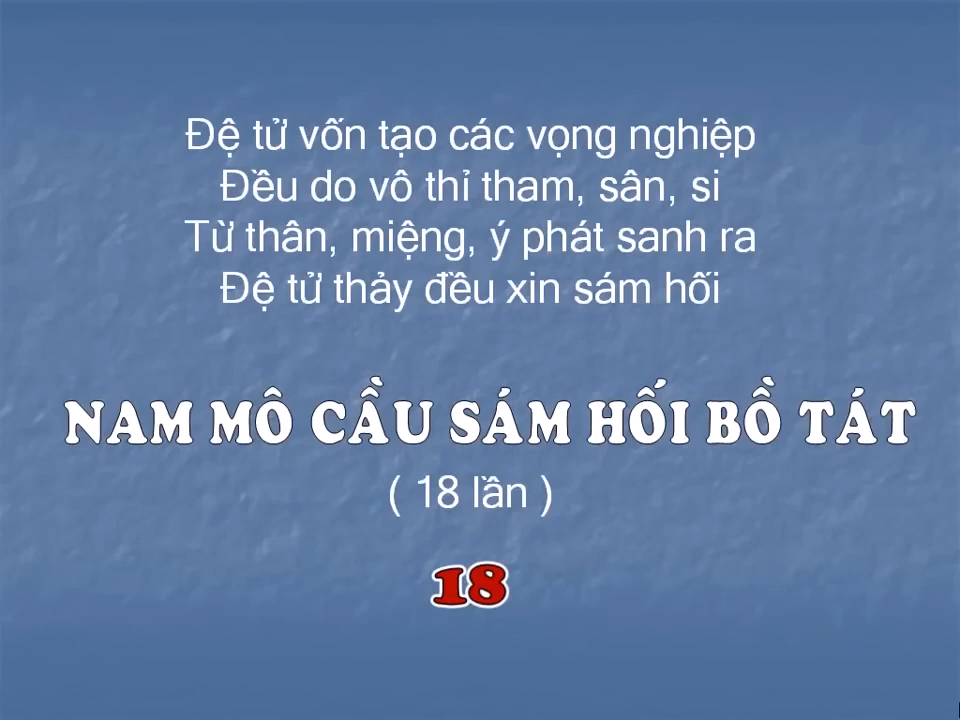 Đệ tử vốn tạo các vọng nghiệp
Đều do vô thỉ tham, sân, si
Từ thân, miệng, ý phát sanh ra
Đệ tử thảy đều xin sám hối
NAM MÔ CẦU SÁM HỐI BỒ TÁT
( 18 lần )
18